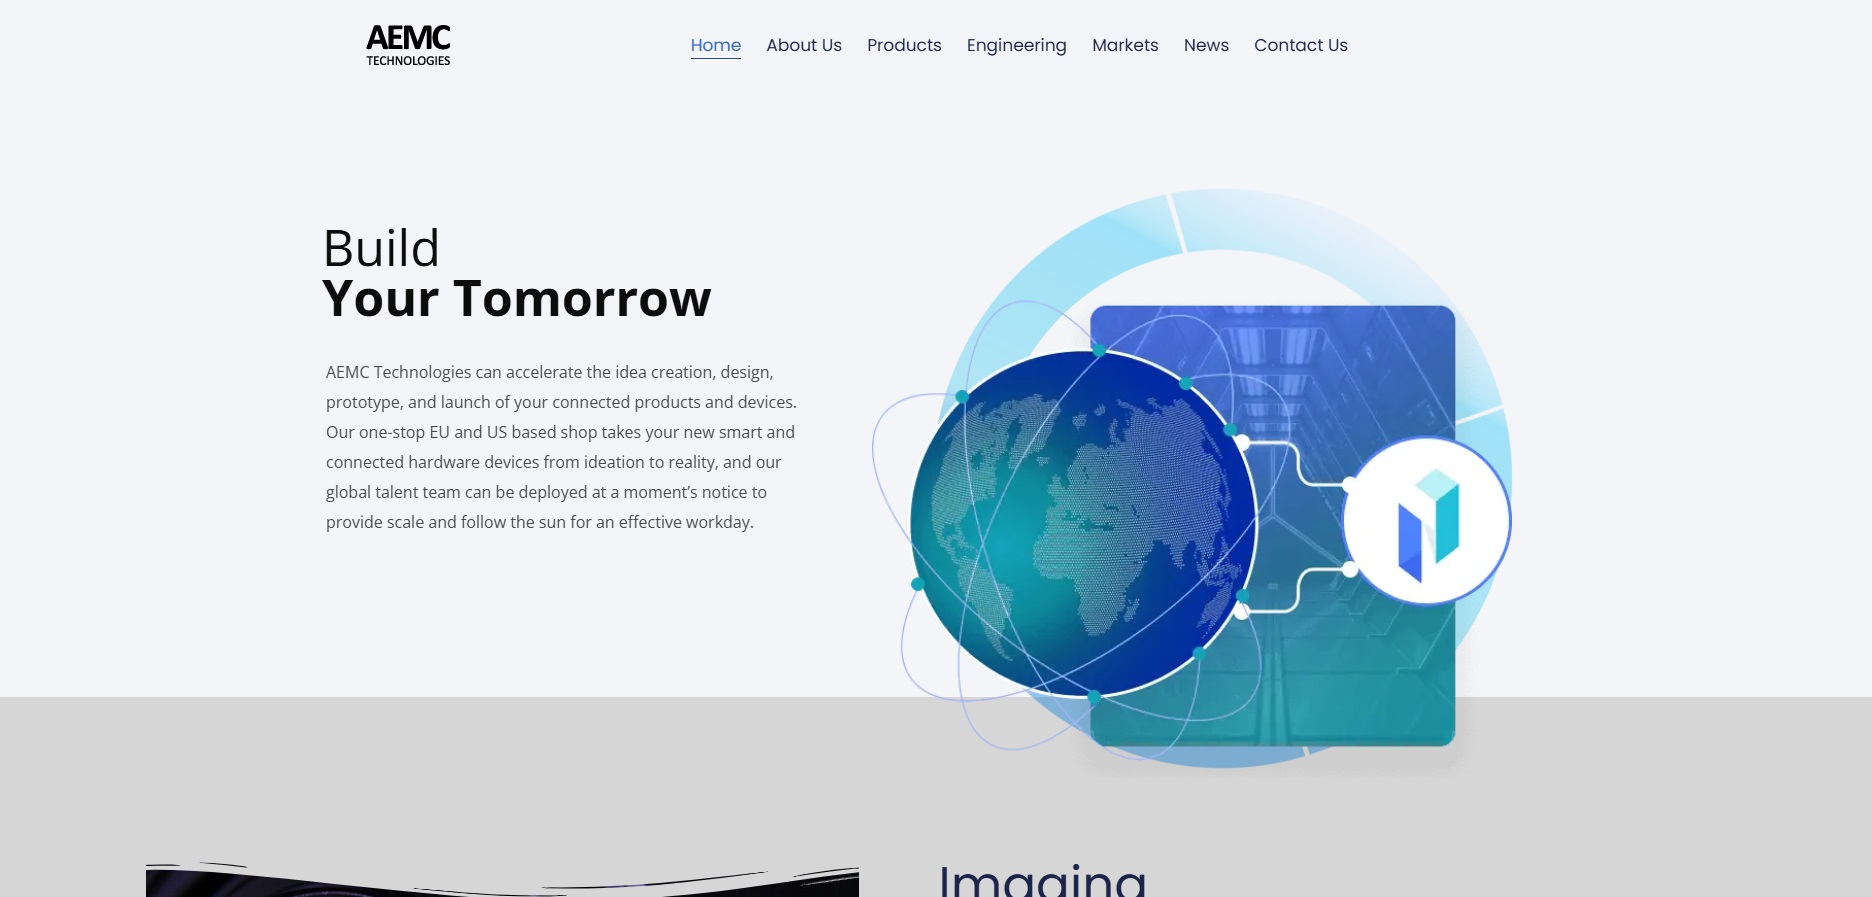 AEMC
TECHNOLOGIES
Home About Us Products Engineering Markets News Contact Us
Build
Your Tomorrow
AEMC Technologies can accelerate the idea creation, design,
prototype, and launch of your connected products and devices.
Our one-stop EU and US based shop takes your new smart and
connected hardware devices from ideation to reality, and our
global talent team can be deployed at a moment’s notice to
provide scale and follow the sun for an effective workday.
Imaging